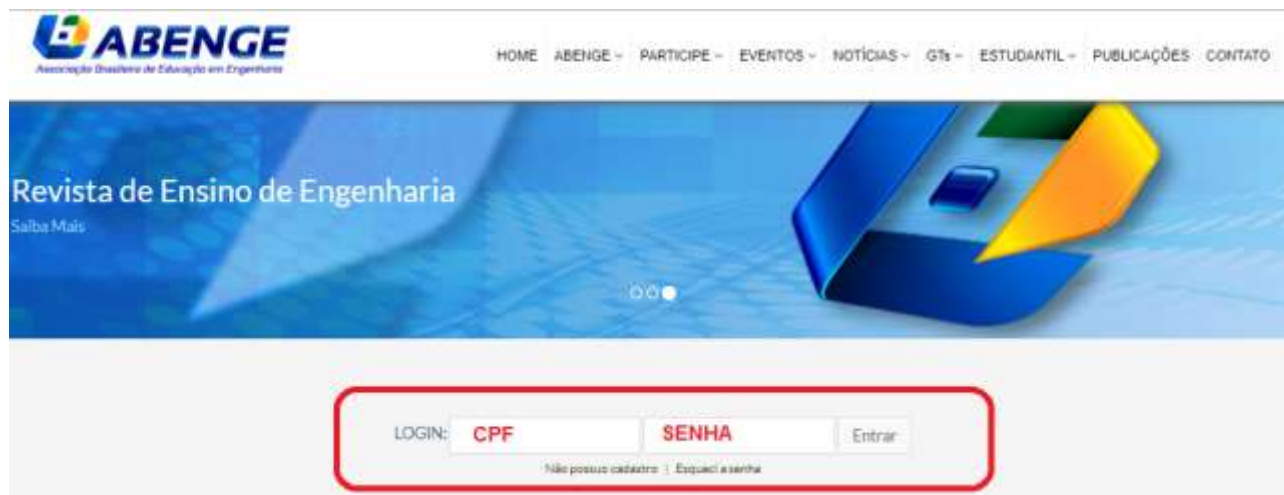 ABENGE
Associação Brasileira de Educação em Engenharia
HOME ABENGE PARTICIPE EVENTOS NOTÍCIAS GTs ESTUDANTIL PUBLICAÇÕES CONTATO
Revista de Ensino de Engenharia
Saiba Mais
LOGIN: CPF SENHA Entrar
Não possuo cadastro | Esqueci a senha